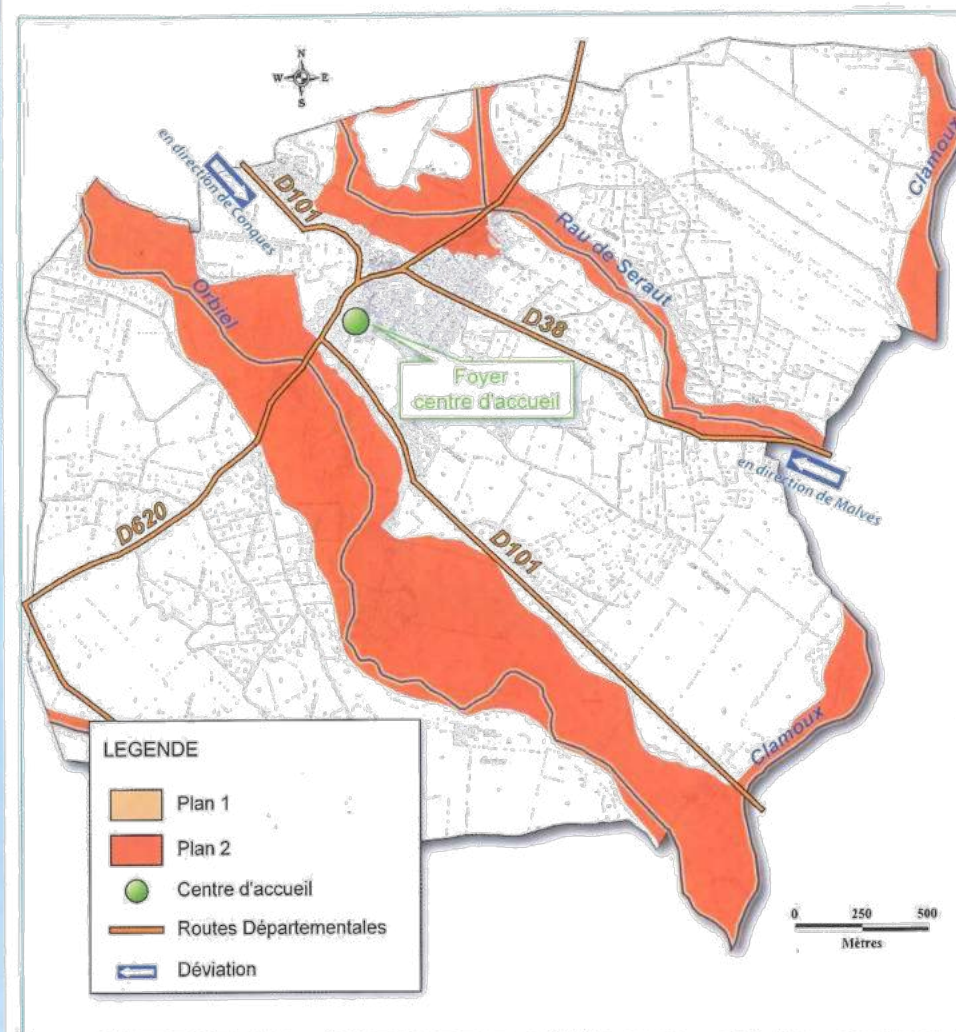 N
W E
S
en direction de Conques
D101
Clamoux
Rau de Seraut
Orbiel
D38
Foyer :
centre d'accueil
en direction de Malves
D620
D101
Clamoux
LEGENDE
Plan 1
Plan 2
Centre d'accueil
Routes Départementales
Déviation
0 250 500
Mètres